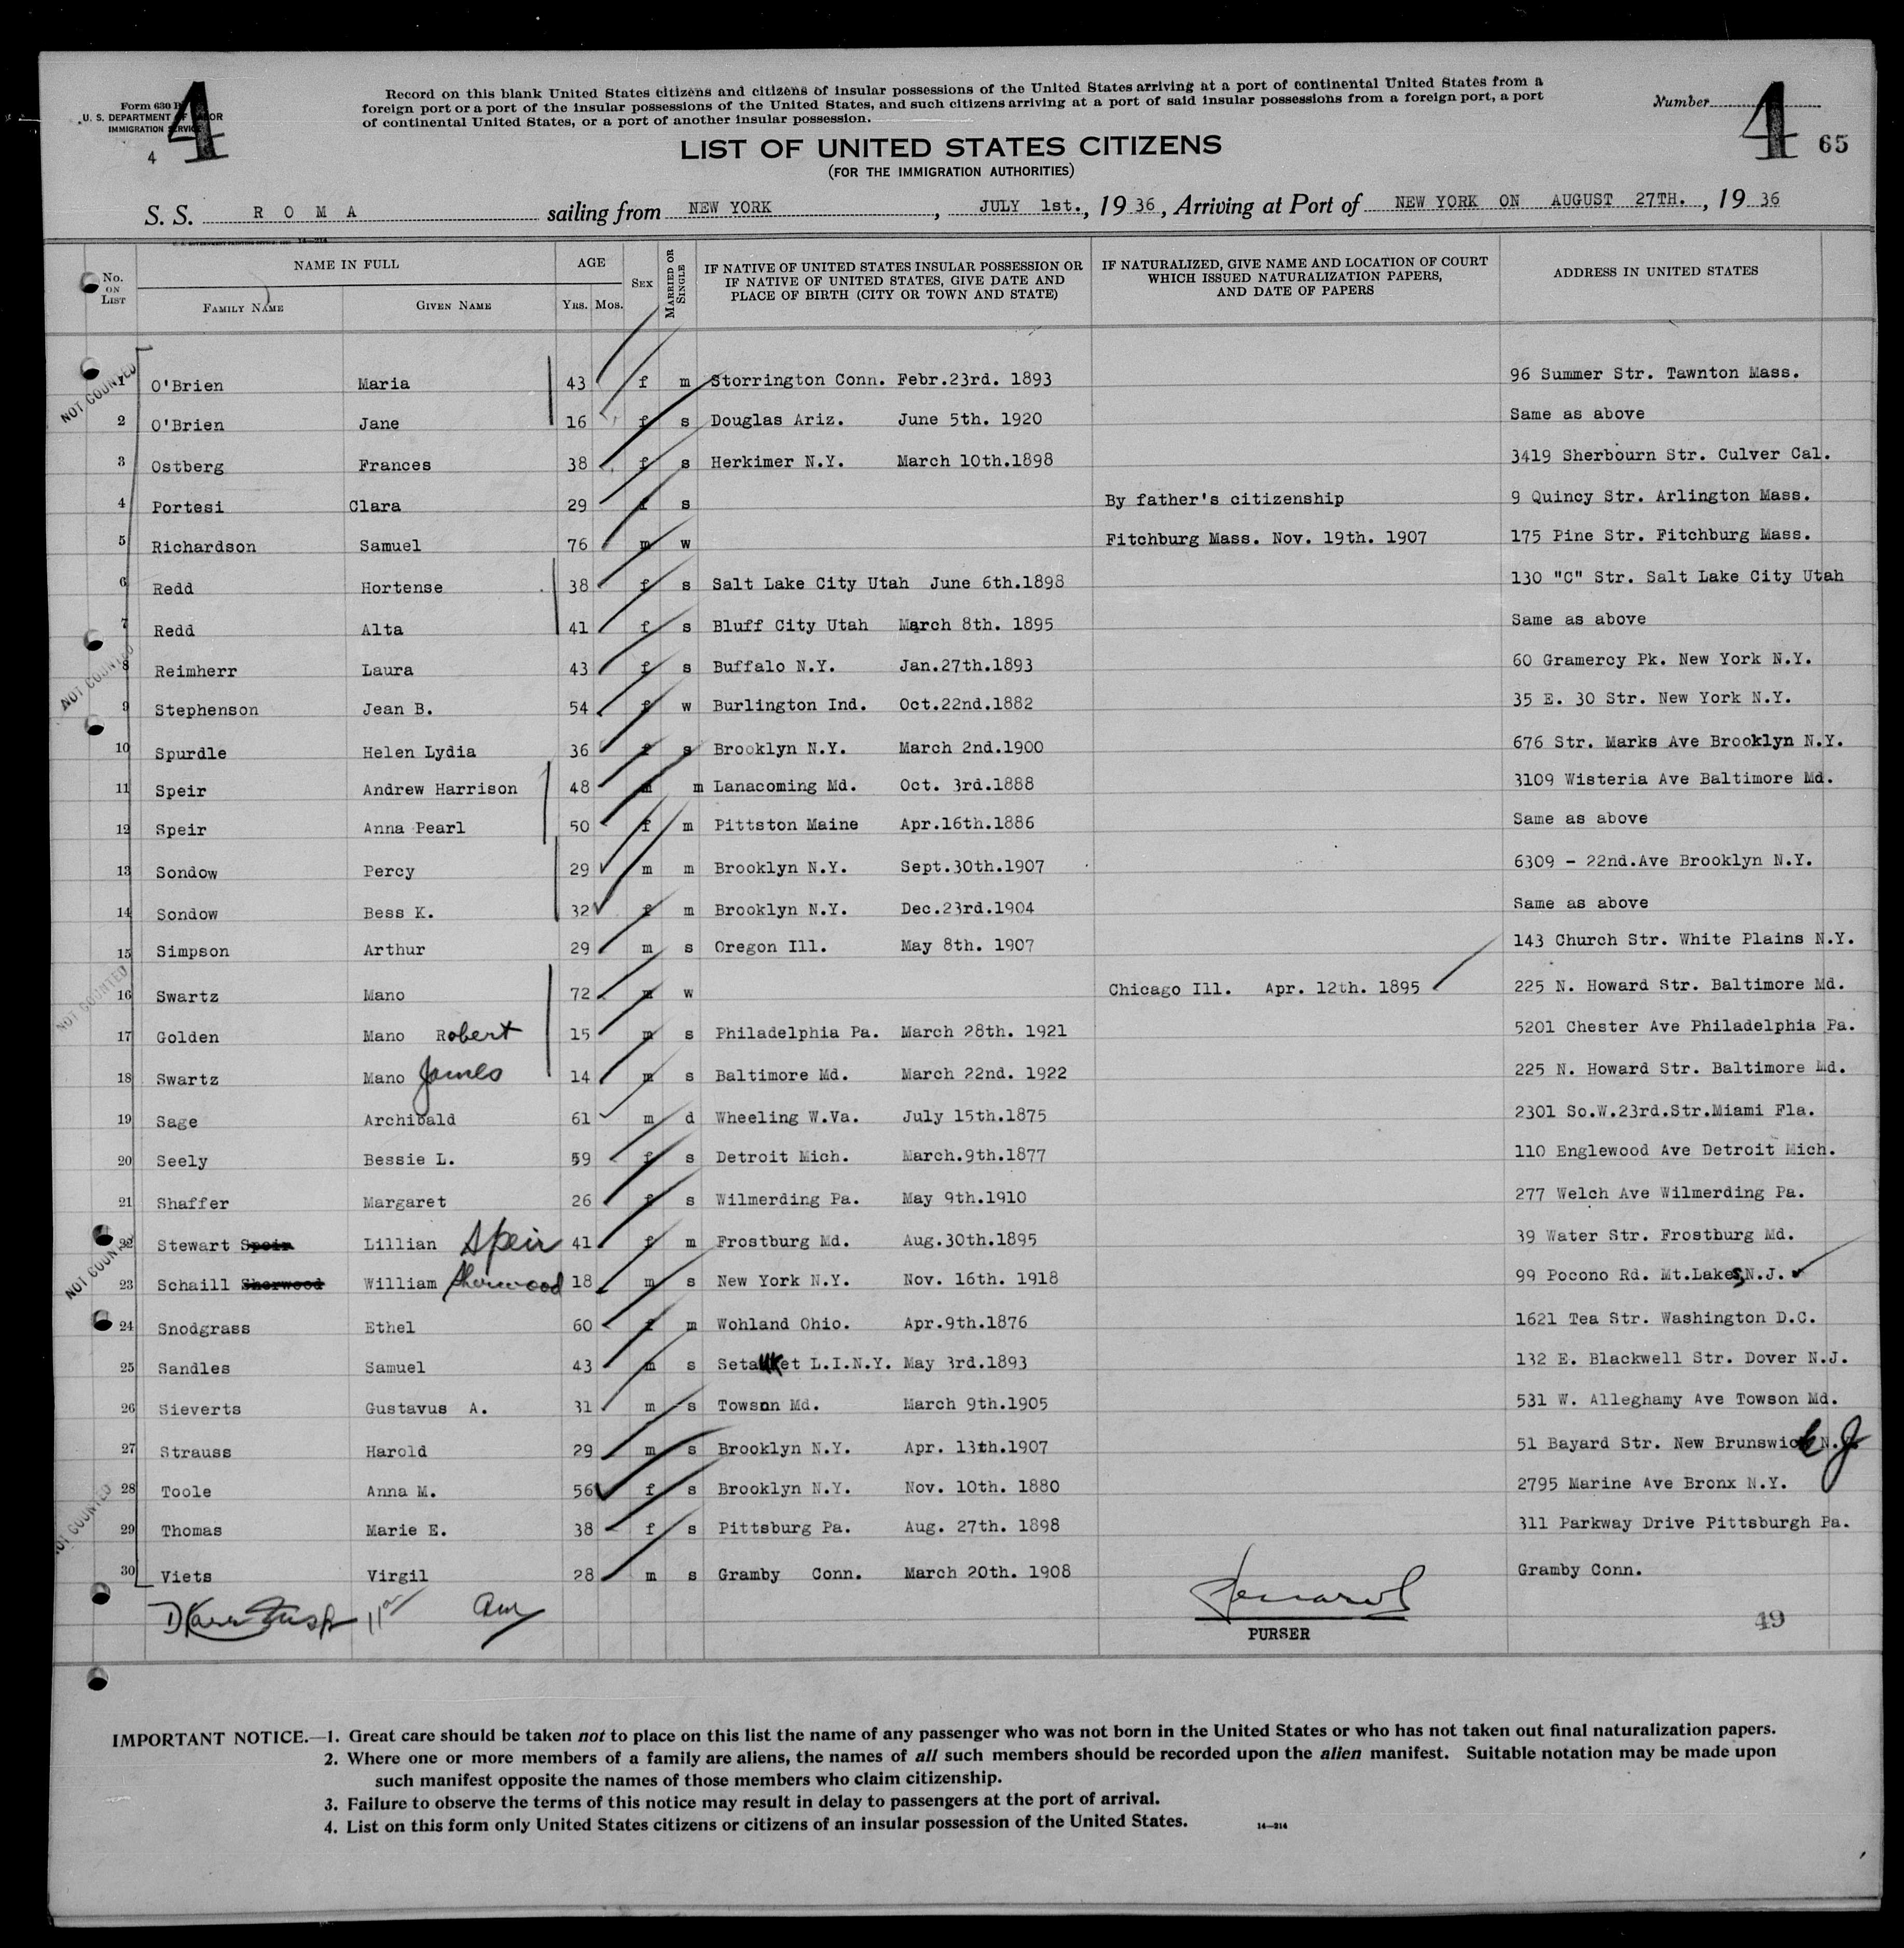 Form 630 B
U. S. DEPARTMENT OF LABOR
IMMIGRATION SERVICE
4
4
Record on this blank United States citizens and citizens of insular possessions of the United States arriving at a port of continental United States from a
foreign port or a port of the insular possessions of the United States, and such citizens arriving at a port of said insular possessions from a foreign port, a port
of continental United States, or a port of another insular possession.
Number 4
65
LIST OF UNITED STATES CITIZENS
(FOR THE IMMIGRATION AUTHORITIES)
S. S. R O M A sailing from NEW YORK, JULY 1st., 19 36, Arriving at Port of NEW YORK ON AUGUST 27TH., 19 36
14—214
No. ON LIST NAME IN FULL AGE SEX MARRIED OR SINGLE IF NATIVE OF UNITED STATES INSULAR POSSESSION OR IF NATIVE OF UNITED STATES, GIVE DATE AND PLACE OF BIRTH (CITY OR TOWN AND STATE) IF NATURALIZED, GIVE NAME AND LOCATION OF COURT WHICH ISSUED NATURALIZATION PAPERS, AND DATE OF PAPERS ADDRESS IN UNITED STATES
FAMILY NAME GIVEN NAME YRS. MOS.
NOT COUNTED
1 O'Brien Maria 43 f m Storrington Conn. Febr.23rd. 1893 96 Summer Str. Tawnton Mass.
2 O'Brien Jane 16 f s Douglas Ariz. June 5th. 1920 Same as above
3 Ostberg Frances 38 f s Herkimer N.Y. March 10th.1898 3419 Sherbourn Str. Culver Cal.
4 Portesi Clara 29 f s By father's citizenship 9 Quincy Str. Arlington Mass.
5 Richardson Samuel 76 m w Fitchburg Mass. Nov. 19th. 1907 175 Pine Str. Fitchburg Mass.
6 Redd Hortense 38 f s Salt Lake City Utah June 6th.1898 130 "C" Str. Salt Lake City Utah
7 Redd Alta 41 f s Bluff City Utah March 8th. 1895 Same as above
NOT COUNTED
8 Reimherr Laura 43 f s Buffalo N.Y. Jan.27th.1893 60 Gramercy Pk. New York N.Y.
9 Stephenson Jean B. 54 f w Burlington Ind. Oct.22nd.1882 35 E. 30 Str. New York N.Y.
10 Spurdle Helen Lydia 36 f s Brooklyn N.Y. March 2nd.1900 676 Str. Marks Ave Brooklyn N.Y.
11 Speir Andrew Harrison 48 m m Lanacoming Md. Oct. 3rd.1888 3109 Wisteria Ave Baltimore Md.
12 Speir Anna Pearl 50 f m Pittston Maine Apr.16th.1886 Same as above
13 Sondow Percy 29 m m Brooklyn N.Y. Sept.30th.1907 6309 - 22nd.Ave Brooklyn N.Y.
14 Sondow Bess K. 32 f m Brooklyn N.Y. Dec.23rd.1904 Same as above
15 Simpson Arthur 29 m s Oregon Ill. May 8th. 1907 143 Church Str. White Plains N.Y.
NOT COUNTED
16 Swartz Mano 72 m w Chicago Ill. Apr. 12th. 1895 225 N. Howard Str. Baltimore Md.
17 Golden Mano Robert 15 m s Philadelphia Pa. March 28th. 1921 5201 Chester Ave Philadelphia Pa.
18 Swartz Mano James 14 m s Baltimore Md. March 22nd. 1922 225 N. Howard Str. Baltimore Md.
19 Sage Archibald 61 m d Wheeling W.Va. July 15th.1875 2301 So.W.23rd.Str.Miami Fla.
20 Seely Bessie L. 59 f s Detroit Mich. March.9th.1877 110 Englewood Ave Detroit Mich.
21 Shaffer Margaret 26 f s Wilmerding Pa. May 9th.1910 277 Welch Ave Wilmerding Pa.
NOT COUNTED
22 Stewart Speir Lillian Speir 41 f m Frostburg Md. Aug.30th.1895 39 Water Str. Frostburg Md.
23 Schaill Sherwood William Sherwood 18 m s New York N.Y. Nov. 16th. 1918 99 Pocono Rd. Mt.Lakes,N.J.
24 Snodgrass Ethel 60 f m Wohland Ohio. Apr.9th.1876 1621 Tea Str. Washington D.C.
25 Sandles Samuel 43 m s Setauket L.I.N.Y. May 3rd.1893 132 E. Blackwell Str. Dover N.J.
26 Sieverts Gustavus A. 31 m s Towson Md. March 9th.1905 531 W. Alleghamy Ave Towson Md.
27 Strauss Harold 29 m s Brooklyn N.Y. Apr. 13th.1907 51 Bayard Str. New Brunswick N.J.
NOT COUNTED
28 Toole Anna M. 56 f s Brooklyn N.Y. Nov. 10th. 1880 2795 Marine Ave Bronx N.Y.
29 Thomas Marie E. 38 f s Pittsburg Pa. Aug. 27th. 1898 311 Parkway Drive Pittsburgh Pa.
30 Viets Virgil 28 m s Gramby Conn. March 20th. 1908 Gramby Conn.
PURSER
49
IMPORTANT NOTICE.—1. Great care should be taken not to place on this list the name of any passenger who was not born in the United States or who has not taken out final naturalization papers.
2. Where one or more members of a family are aliens, the names of all such members should be recorded upon the alien manifest. Suitable notation may be made upon
such manifest opposite the names of those members who claim citizenship.
3. Failure to observe the terms of this notice may result in delay to passengers at the port of arrival.
4. List on this form only United States citizens or citizens of an insular possession of the United States.
14—214